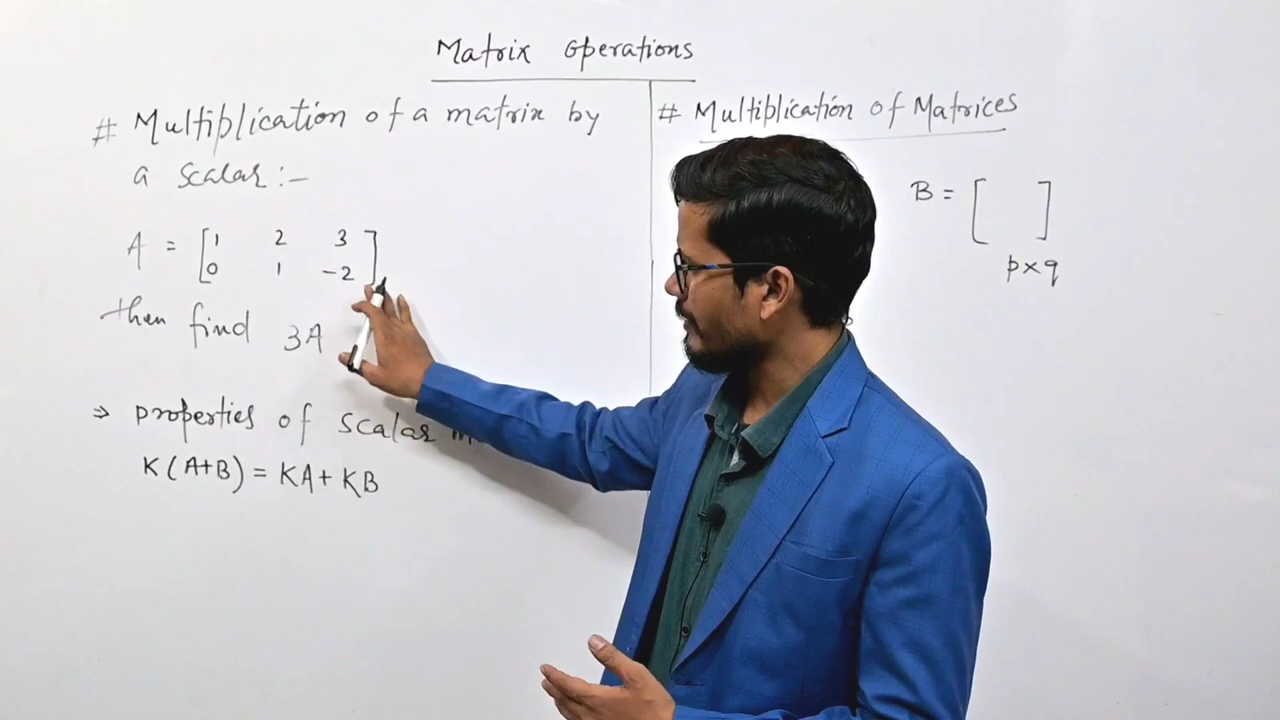 Matrix Operations
# Multiplication of a matrix by
a scalar :-
A = [1 2 3
0 1 -2]
then find 3A
⇒ properties of scalar
K(A+B) = KA + KB
# Multiplication of Matrices
B = [ ]
p×q